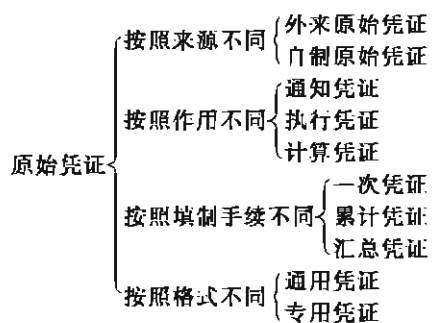 原始凭证
按照来源不同
外来原始凭证
自制原始凭证
按照作用不同
通知凭证
执行凭证
计算凭证
按照填制手续不同
一次凭证
累计凭证
汇总凭证
按照格式不同
通用凭证
专用凭证